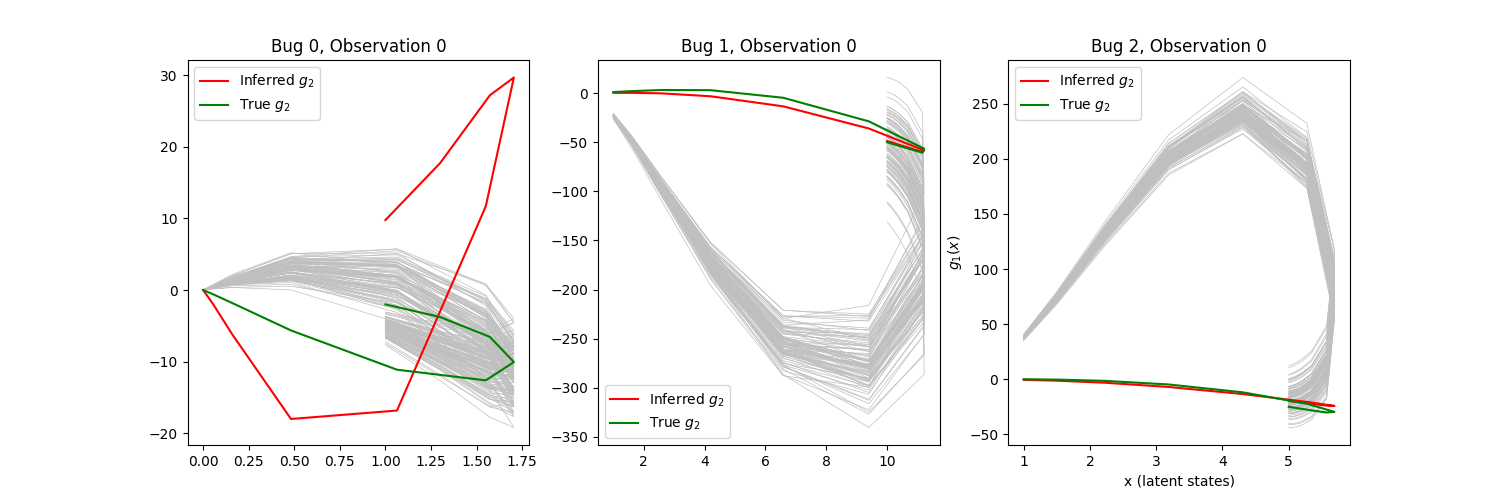 Bug 0, Observation 0
Inferred g₂
True g₂
30
20
10
0
−10
−20
0.00 0.25 0.50 0.75 1.00 1.25 1.50 1.75
Bug 1, Observation 0
0
−50
−100
−150
−200
−250
−300
−350
Inferred g₂
True g₂
2 4 6 8 10
Bug 2, Observation 0
Inferred g₂
True g₂
g₁(x)
250
200
150
100
50
0
−50
1 2 3 4 5
x (latent states)